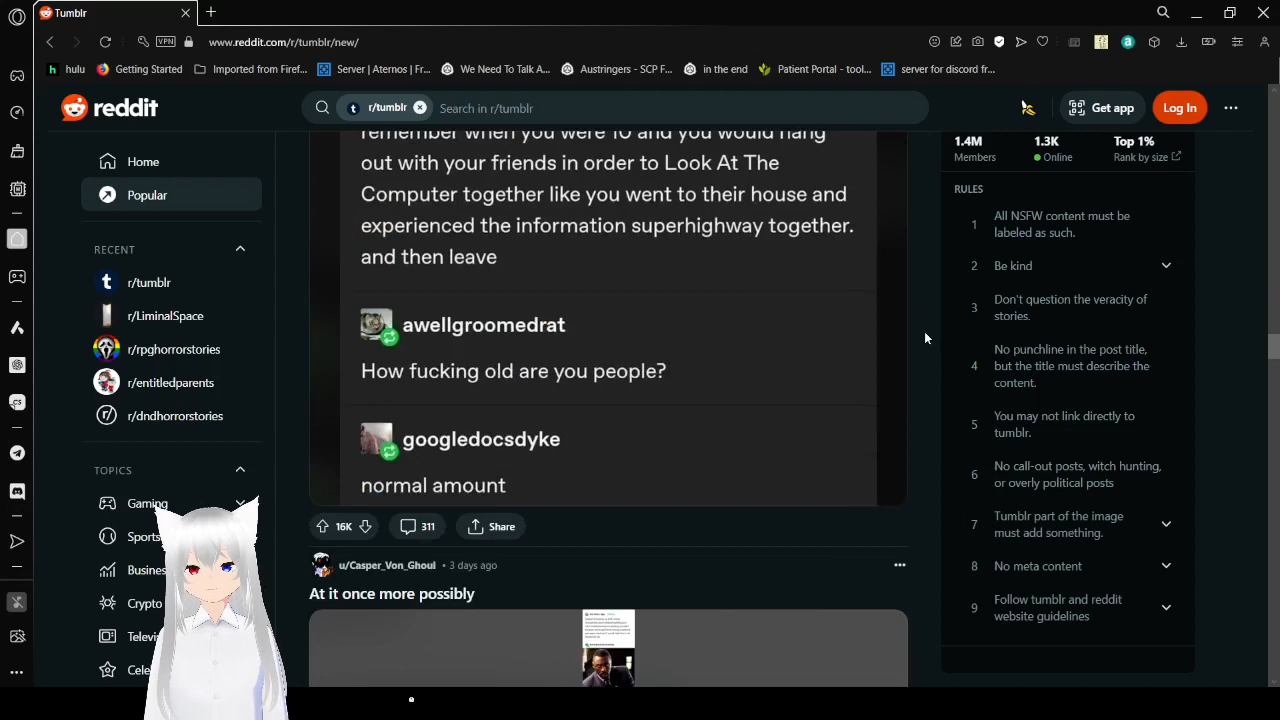 Tumblr
VPN
www.reddit.com/r/tumblr/new/
hulu
Getting Started
Imported from Firef...
Server | Aternos | Fr...
We Need To Talk A...
Austringers - SCP F...
in the end
Patient Portal - tool...
server for discord fr...
reddit
r/tumblr
Search in r/tumblr
Get app
Log In
Home
Popular
RECENT
r/tumblr
r/LiminalSpace
r/rpghorrorstories
r/entitledparents
r/dndhorrorstories
TOPICS
Gaming
Sports
Busines
Crypto
Televi
Cele
remember when you were 10 and you would hang
out with your friends in order to Look At The
Computer together like you went to their house and
experienced the information superhighway together.
and then leave
awellgroomedrat
How fucking old are you people?
googledocsdyke
normal amount
16K
311
Share
u/Casper_Von_Ghoul • 3 days ago
At it once more possibly
1.4M
Members
1.3K
Online
Top 1%
Rank by size
RULES
1
All NSFW content must be
labeled as such.
2
Be kind
3
Don't question the veracity of
stories.
4
No punchline in the post title,
but the title must describe the
content.
5
You may not link directly to
tumblr.
6
No call-out posts, witch hunting,
or overly political posts
7
Tumblr part of the image
must add something.
8
No meta content
9
Follow tumblr and reddit
website guidelines